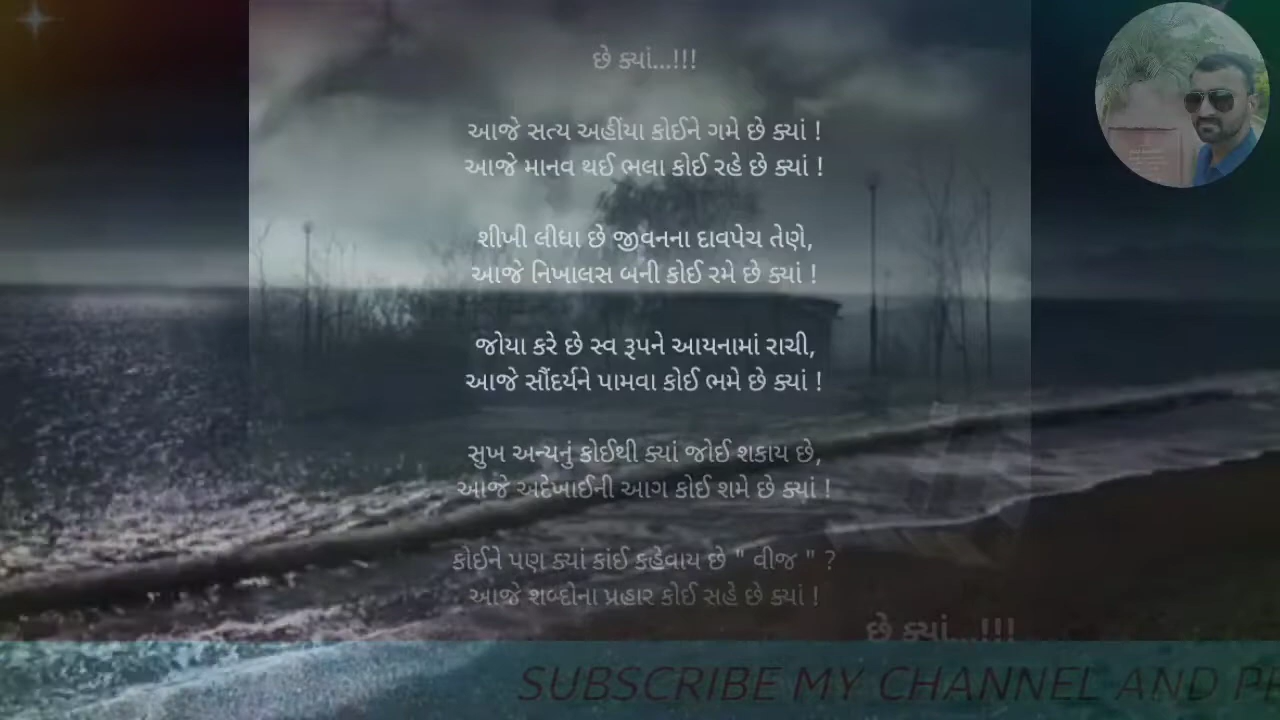 છે ક્યાં...!!!
આજે સત્ય અહીંયા કોઈને ગમે છે ક્યાં !
આજે માનવ થઈ ભલા કોઈ રહે છે ક્યાં !
શીખી લીધા છે જીવનના દાવપેચ તેણે,
આજે નિખાલસ બની કોઈ રમે છે ક્યાં !
જોયા કરે છે સ્વ રૂપને આયનામાં રાચી,
આજે સૌંદર્યને પામવા કોઈ ભમે છે ક્યાં !
સુખ અન્યનું કોઈથી ક્યાં જોઈ શકાય છે,
આજે અદેખાઈની આગ કોઈ શમે છે ક્યાં !
કોઈને પણ ક્યાં કાંઈ કહેવાય છે " વીજ " ?
આજે શબ્દોના પ્રહાર કોઈ સહે છે ક્યાં !
છે ક્યાં...!!!
SUBSCRIBE MY CHANNEL AND